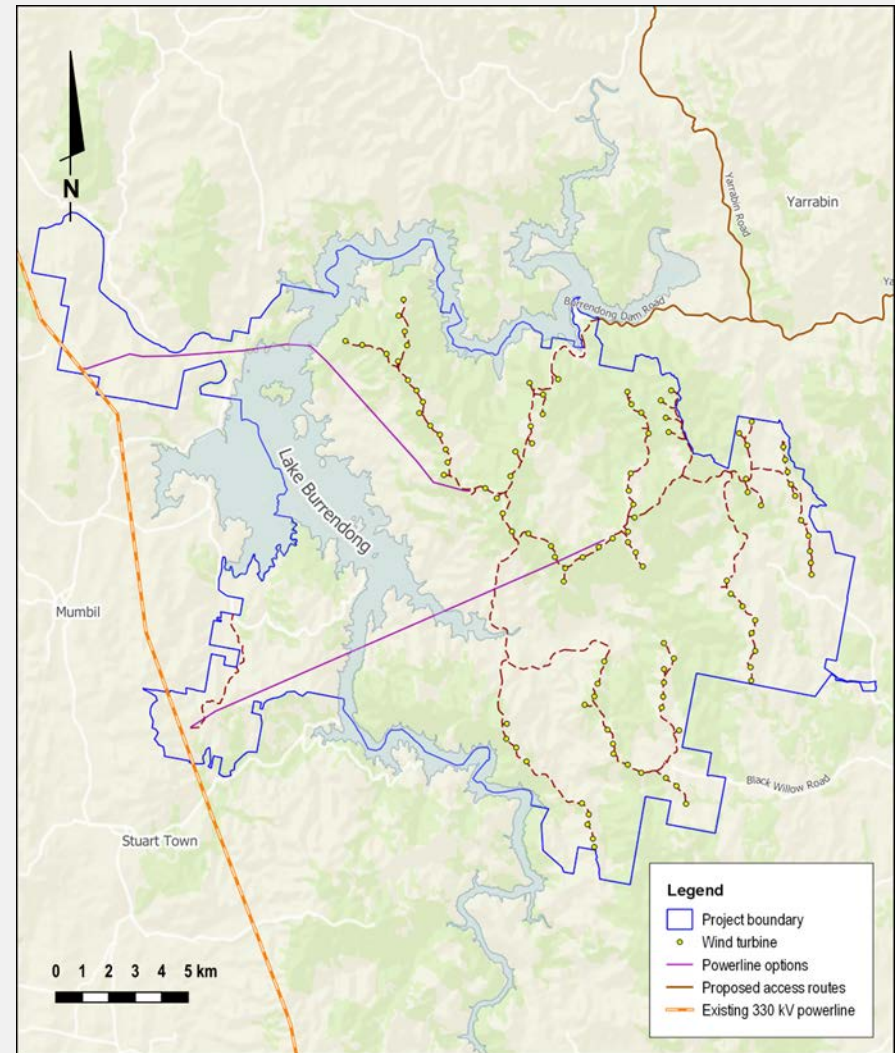 N
Yarrabin Road
Yarrabin
Ya
Burrendong Dam Road
Lake Burrendong
Mumbil
Black Willow Road
Stuart Town
0 1 2 3 4 5 km
Legend
Project boundary
Wind turbine
Powerline options
Proposed access routes
Existing 330 kV powerline